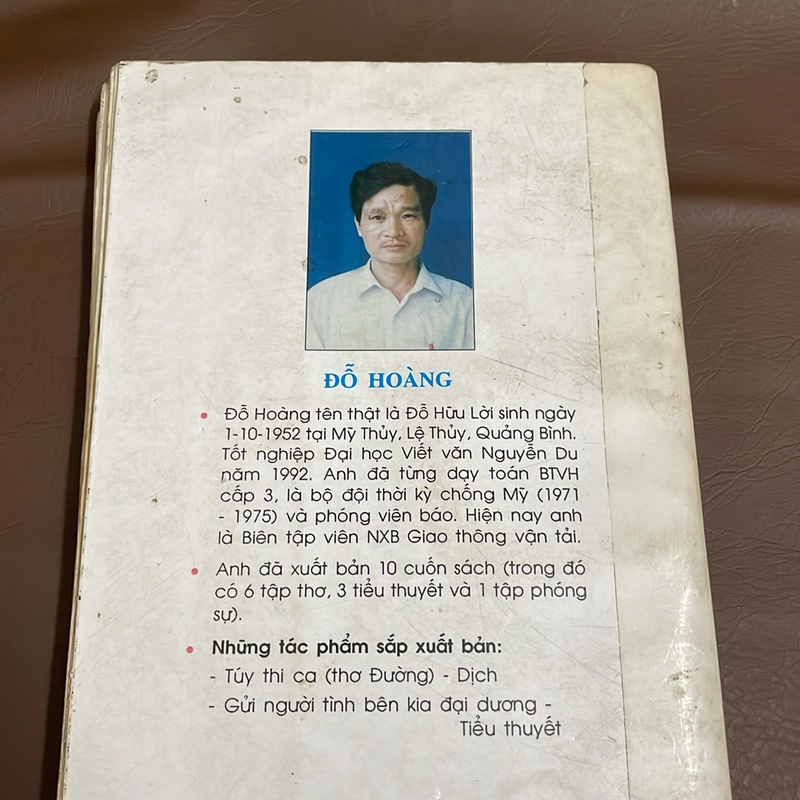 ĐỖ HOÀNG
• Đỗ Hoàng tên thật là Đỗ Hữu Lời sinh ngày
1-10-1952 tại Mỹ Thủy, Lệ Thủy, Quảng Bình.
Tốt nghiệp Đại học Viết văn Nguyễn Du
năm 1992. Anh đã từng dạy toán BTVH
cấp 3, là bộ đội thời kỳ chống Mỹ (1971
- 1975) và phóng viên báo. Hiện nay anh
là Biên tập viên NXB Giao thông vận tải.
• Anh đã xuất bản 10 cuốn sách (trong đó
có 6 tập thơ, 3 tiểu thuyết và 1 tập phóng
sự).
• Những tác phẩm sắp xuất bản:
- Túy thi ca (thơ Đường) - Dịch
- Gửi người tình bên kia đại dương -
Tiểu thuyết